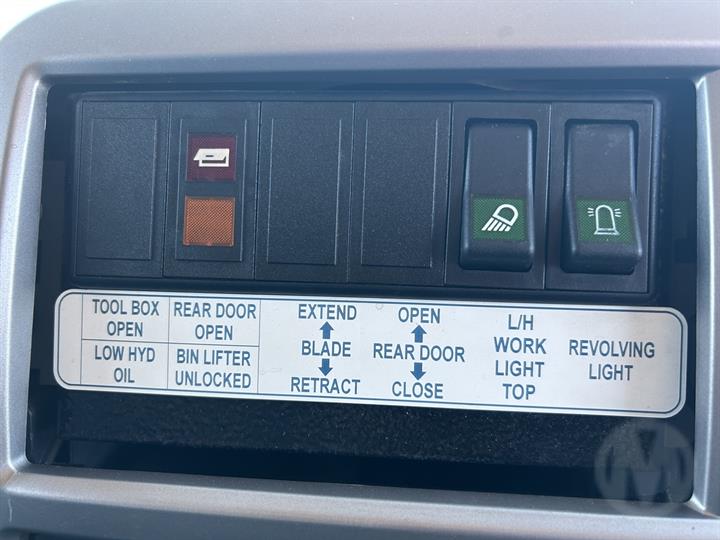 TOOL BOX
OPEN
LOW HYD
OIL
REAR DOOR
OPEN
BIN LIFTER
UNLOCKED
EXTEND
BLADE
RETRACT
OPEN
REAR DOOR
CLOSE
L/H
WORK
LIGHT
TOP
REVOLVING
LIGHT
M